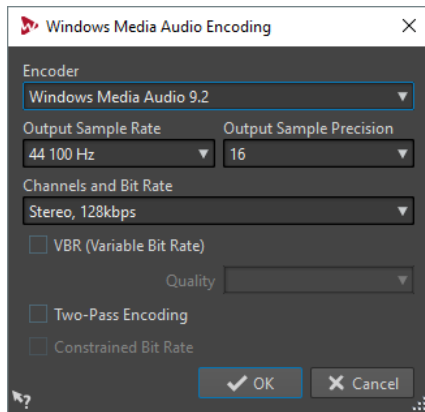 Windows Media Audio Encoding
Encoder
Windows Media Audio 9.2
Output Sample Rate Output Sample Precision
44 100 Hz 16
Channels and Bit Rate
Stereo, 128kbps
VBR (Variable Bit Rate)
Quality
Two-Pass Encoding
Constrained Bit Rate
OK Cancel
?